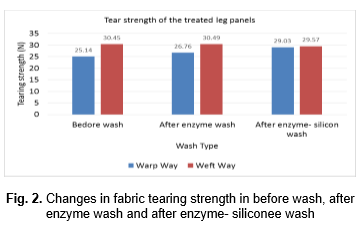 Tear strength of the treated leg panels
Tearing strength (N)
35
30
25
20
15
10
5
0
25.14
30.45
26.76
30.49
29.03
29.57
Bedore wash
After enzyme wash
After enzyme- silicon
wash
Wash Type
Warp Way
Weft Way
Fig. 2. Changes in fabric tearing strength in before wash, after
enzyme wash and after enzyme- siliconee wash